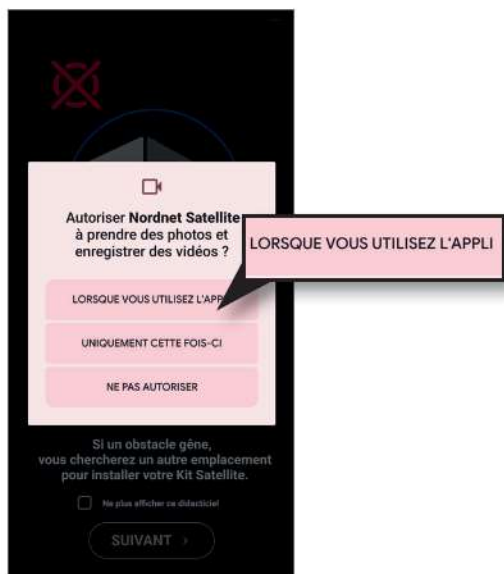 Autoriser Nordnet Satellite
à prendre des photos et
enregistrer des vidéos ?
LORSQUE VOUS UTILISEZ L'APP
LORSQUE VOUS UTILISEZ L'APPLI
UNIQUEMENT CETTE FOIS-CI
NE PAS AUTORISER
Si un obstacle gêne,
vous chercherez un autre emplacement
pour installer votre Kit Satellite.
Ne plus afficher ce didacticiel
SUIVANT >